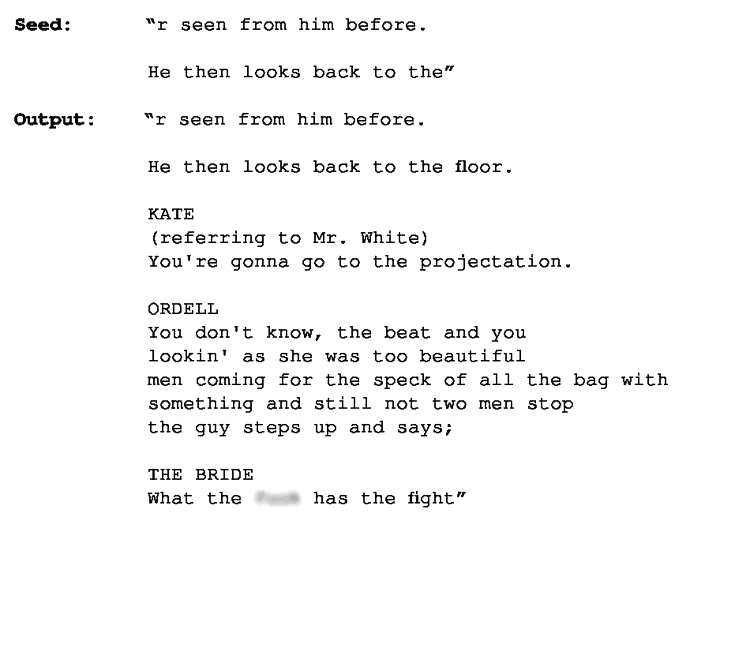 Seed: "r seen from him before.
He then looks back to the"
Output: "r seen from him before.
He then looks back to the floor.
KATE
(referring to Mr. White)
You're gonna go to the projectation.
ORDELL
You don't know, the beat and you
lookin' as she was too beautiful
men coming for the speck of all the bag with
something and still not two men stop
the guy steps up and says;
THE BRIDE
What the has the fight"